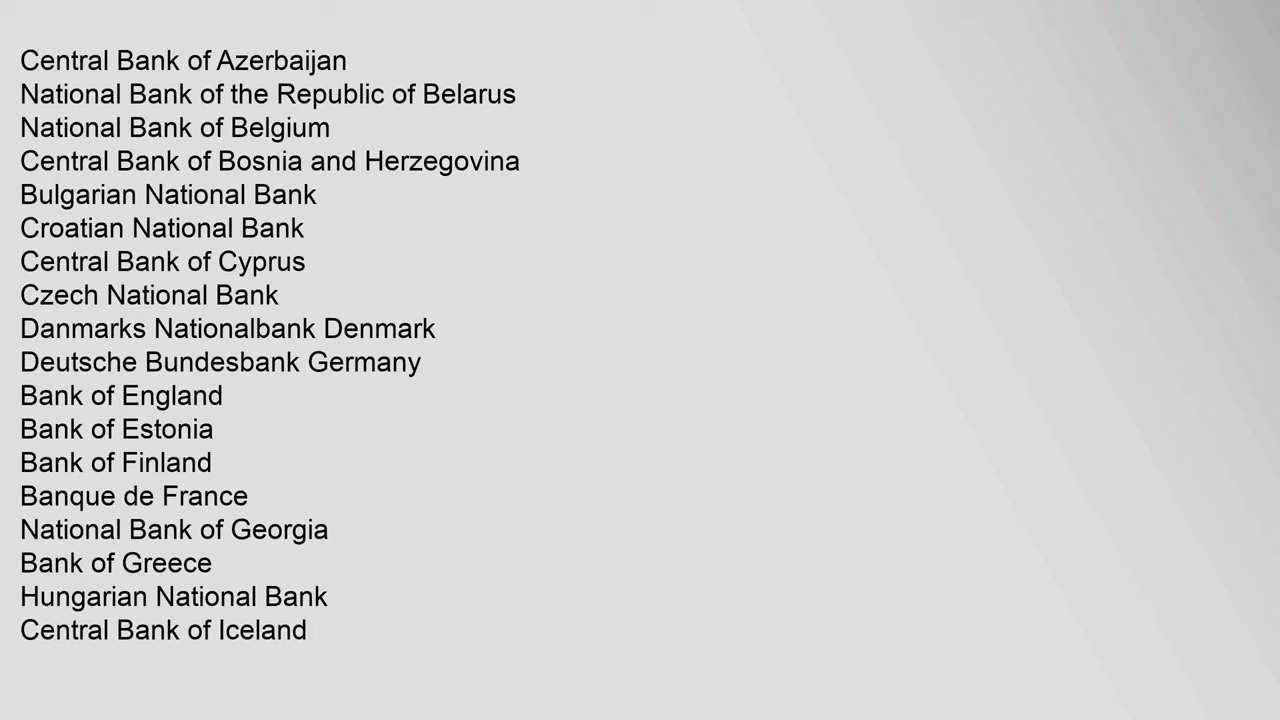 Central Bank of Azerbaijan
National Bank of the Republic of Belarus
National Bank of Belgium
Central Bank of Bosnia and Herzegovina
Bulgarian National Bank
Croatian National Bank
Central Bank of Cyprus
Czech National Bank
Danmarks Nationalbank Denmark
Deutsche Bundesbank Germany
Bank of England
Bank of Estonia
Bank of Finland
Banque de France
National Bank of Georgia
Bank of Greece
Hungarian National Bank
Central Bank of Iceland